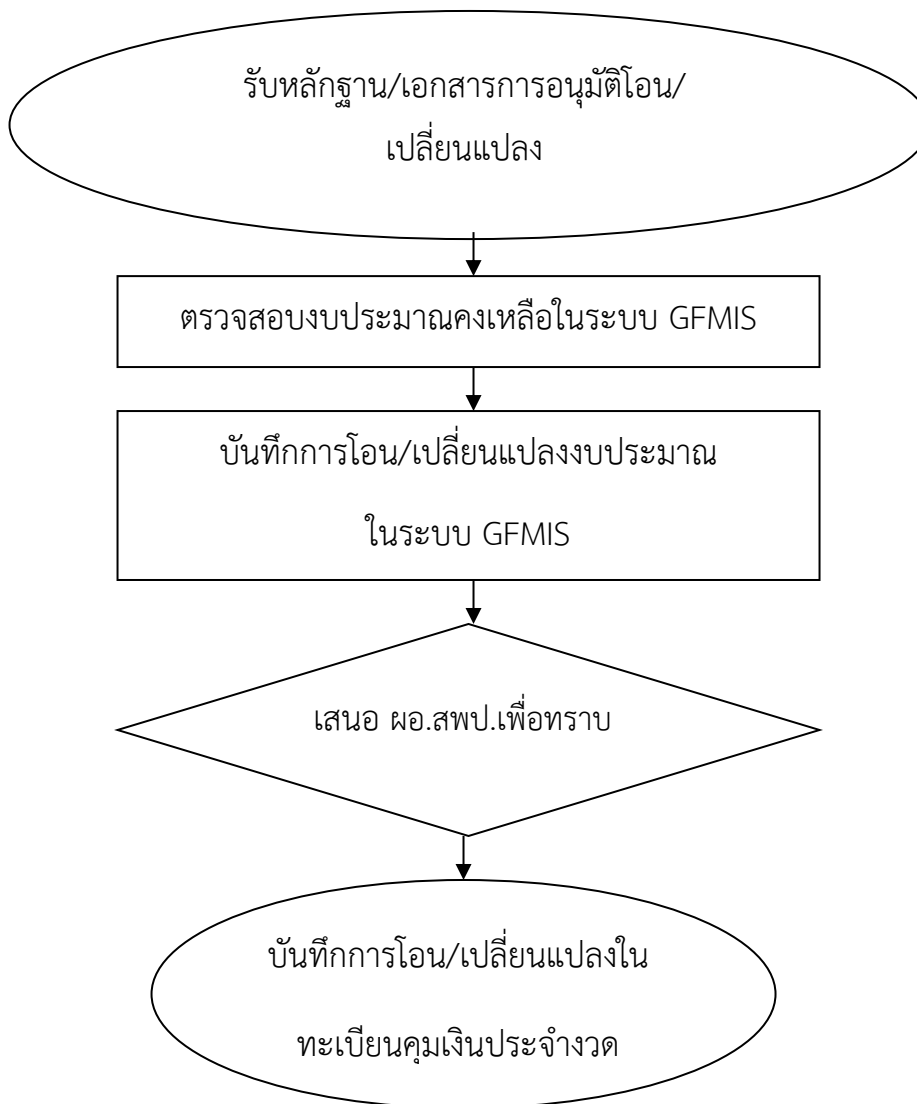 รับหลักฐาน/เอกสารการอนุมัติโอน/
เปลี่ยนแปลง
ตรวจสอบงบประมาณคงเหลือในระบบ GFMIS
บันทึกการโอน/เปลี่ยนแปลงงบประมาณ
ในระบบ GFMIS
เสนอ ผอ.สพป.เพื่อทราบ
บันทึกการโอน/เปลี่ยนแปลงใน
ทะเบียนคุมเงินประจำงวด